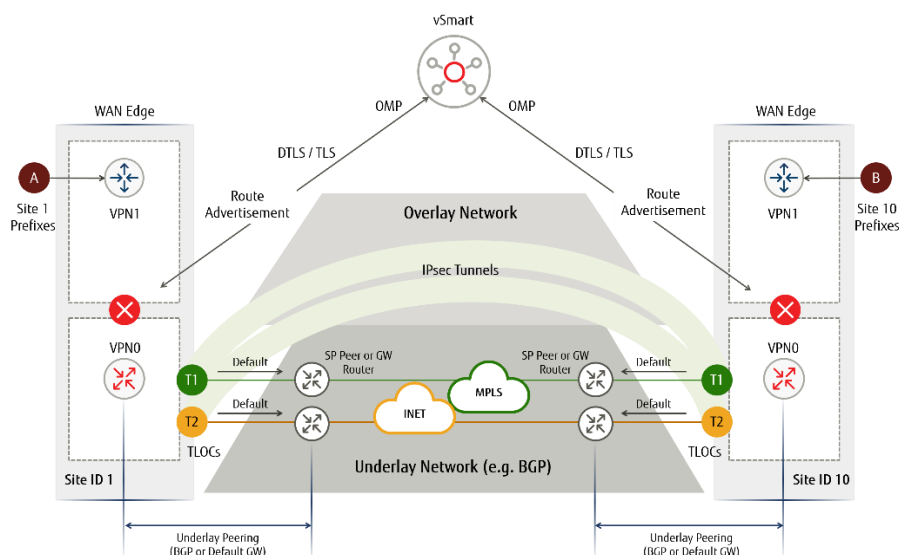 vSmart
OMP
OMP
WAN Edge
WAN Edge
DTLS / TLS
DTLS / TLS
A
VPN1
Site 1
Prefixes
Route
Advertisement
Route
Advertisement
VPN1
B
Site 10
Prefixes
Overlay Network
IPsec Tunnels
VPN0
VPN0
Default
SP Peer or GW
Router
SP Peer or GW
Router
Default
T1
T1
MPLS
INET
Default
Default
T2
T2
TLOCs
TLOCs
Site ID 1
Underlay Network (e.g. BGP)
Site ID 10
Underlay Peering
(BGP or Default GW)
Underlay Peering
(BGP or Default GW)